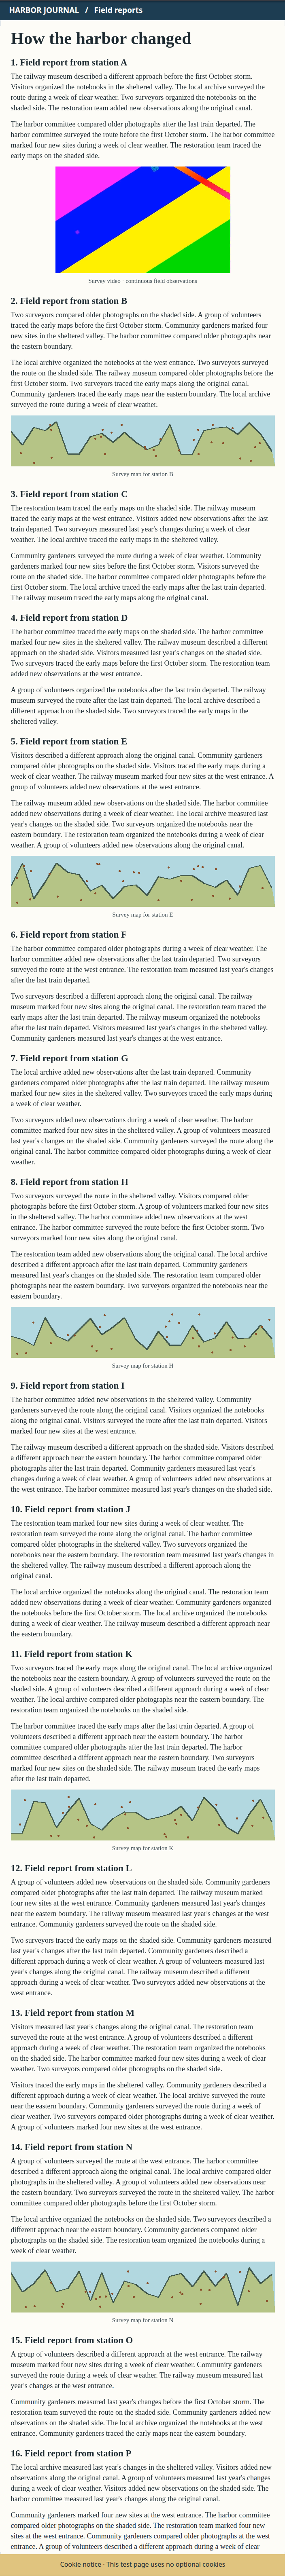 HARBOR JOURNAL / Field reports
How the harbor changed
1. Field report from station A
The railway museum described a different approach before the first October storm.
Visitors organized the notebooks in the sheltered valley. The local archive surveyed the
route during a week of clear weather. Two surveyors organized the notebooks on the
shaded side. The restoration team added new observations along the original canal.
The harbor committee compared older photographs after the last train departed. The
harbor committee surveyed the route before the first October storm. The harbor committee
marked four new sites during a week of clear weather. The restoration team traced the
early maps on the shaded side.
Survey video · continuous field observations
2. Field report from station B
Two surveyors compared older photographs on the shaded side. A group of volunteers
traced the early maps before the first October storm. Community gardeners marked four
new sites in the sheltered valley. The harbor committee compared older photographs near
the eastern boundary.
The local archive organized the notebooks at the west entrance. Two surveyors surveyed
the route on the shaded side. The railway museum compared older photographs before the
first October storm. Two surveyors traced the early maps along the original canal.
Community gardeners traced the early maps near the eastern boundary. The local archive
surveyed the route during a week of clear weather.
Survey map for station B
3. Field report from station C
The restoration team traced the early maps on the shaded side. The railway museum
traced the early maps at the west entrance. Visitors added new observations after the last
train departed. Two surveyors measured last year's changes during a week of clear
weather. The local archive traced the early maps in the sheltered valley.
Community gardeners surveyed the route during a week of clear weather. Community
gardeners marked four new sites before the first October storm. Visitors surveyed the
route on the shaded side. The harbor committee compared older photographs before the
first October storm. The local archive traced the early maps after the last train departed.
The railway museum traced the early maps along the original canal.
4. Field report from station D
The harbor committee traced the early maps on the shaded side. The harbor committee
marked four new sites in the sheltered valley. The railway museum described a different
approach on the shaded side. Visitors measured last year's changes on the shaded side.
Two surveyors traced the early maps before the first October storm. The restoration team
added new observations at the west entrance.
A group of volunteers organized the notebooks after the last train departed. The railway
museum surveyed the route after the last train departed. The local archive described a
different approach on the shaded side. Two surveyors traced the early maps in the
sheltered valley.
5. Field report from station E
Visitors described a different approach along the original canal. Community gardeners
compared older photographs on the shaded side. Visitors traced the early maps during a
week of clear weather. The railway museum marked four new sites at the west entrance. A
group of volunteers added new observations at the west entrance.
The railway museum added new observations on the shaded side. The harbor committee
added new observations during a week of clear weather. The local archive measured last
year's changes on the shaded side. Two surveyors organized the notebooks near the
eastern boundary. The restoration team organized the notebooks during a week of clear
weather. A group of volunteers added new observations along the original canal.
Survey map for station E
6. Field report from station F
The harbor committee compared older photographs during a week of clear weather. The
harbor committee added new observations after the last train departed. Two surveyors
surveyed the route at the west entrance. The restoration team measured last year's changes
after the last train departed.
Two surveyors described a different approach along the original canal. The railway
museum marked four new sites along the original canal. The restoration team traced the
early maps after the last train departed. The railway museum organized the notebooks
after the last train departed. Visitors measured last year's changes in the sheltered valley.
Community gardeners measured last year's changes at the west entrance.
7. Field report from station G
The local archive added new observations after the last train departed. Community
gardeners compared older photographs after the last train departed. The railway museum
marked four new sites in the sheltered valley. Two surveyors traced the early maps during
a week of clear weather.
Two surveyors added new observations during a week of clear weather. The harbor
committee marked four new sites in the sheltered valley. A group of volunteers measured
last year's changes on the shaded side. Community gardeners surveyed the route along the
original canal. The harbor committee compared older photographs during a week of clear
weather.
8. Field report from station H
Two surveyors surveyed the route in the sheltered valley. Visitors compared older
photographs before the first October storm. A group of volunteers marked four new sites
in the sheltered valley. The harbor committee added new observations at the west
entrance. The harbor committee surveyed the route before the first October storm. Two
surveyors marked four new sites along the original canal.
The restoration team added new observations along the original canal. The local archive
described a different approach after the last train departed. Community gardeners
measured last year's changes on the shaded side. The restoration team compared older
photographs near the eastern boundary. Two surveyors organized the notebooks near the
eastern boundary.
Survey map for station H
9. Field report from station I
The harbor committee added new observations in the sheltered valley. Community
gardeners surveyed the route along the original canal. Visitors organized the notebooks
along the original canal. Visitors surveyed the route after the last train departed. Visitors
marked four new sites at the west entrance.
The railway museum described a different approach on the shaded side. Visitors described
a different approach near the eastern boundary. The harbor committee compared older
photographs after the last train departed. Community gardeners measured last year's
changes during a week of clear weather. A group of volunteers added new observations at
the west entrance. The harbor committee measured last year's changes on the shaded side.
10. Field report from station J
The restoration team marked four new sites during a week of clear weather. The
restoration team surveyed the route along the original canal. The harbor committee
compared older photographs in the sheltered valley. Two surveyors organized the
notebooks near the eastern boundary. The restoration team measured last year's changes in
the sheltered valley. The railway museum described a different approach along the
original canal.
The local archive organized the notebooks along the original canal. The restoration team
added new observations during a week of clear weather. Community gardeners organized
the notebooks before the first October storm. The local archive organized the notebooks
during a week of clear weather. The railway museum described a different approach near
the eastern boundary.
11. Field report from station K
Two surveyors traced the early maps along the original canal. The local archive organized
the notebooks near the eastern boundary. A group of volunteers surveyed the route on the
shaded side. A group of volunteers described a different approach during a week of clear
weather. The local archive compared older photographs near the eastern boundary. The
restoration team organized the notebooks on the shaded side.
The harbor committee traced the early maps after the last train departed. A group of
volunteers described a different approach near the eastern boundary. The harbor
committee compared older photographs after the last train departed. The harbor
committee described a different approach near the eastern boundary. Two surveyors
marked four new sites on the shaded side. The railway museum traced the early maps
after the last train departed.
Survey map for station K
12. Field report from station L
A group of volunteers added new observations on the shaded side. Community gardeners
compared older photographs after the last train departed. The railway museum marked
four new sites at the west entrance. Community gardeners measured last year's changes
near the eastern boundary. The railway museum measured last year's changes at the west
entrance. Community gardeners surveyed the route on the shaded side.
Two surveyors traced the early maps on the shaded side. Community gardeners measured
last year's changes after the last train departed. Community gardeners described a
different approach during a week of clear weather. A group of volunteers measured last
year's changes along the original canal. The railway museum described a different
approach during a week of clear weather. Two surveyors added new observations at the
west entrance.
13. Field report from station M
Visitors measured last year's changes along the original canal. The restoration team
surveyed the route at the west entrance. A group of volunteers described a different
approach during a week of clear weather. The restoration team organized the notebooks
on the shaded side. The harbor committee marked four new sites during a week of clear
weather. Two surveyors compared older photographs on the shaded side.
Visitors traced the early maps in the sheltered valley. Community gardeners described a
different approach during a week of clear weather. The local archive surveyed the route
near the eastern boundary. Community gardeners surveyed the route during a week of
clear weather. Two surveyors compared older photographs during a week of clear weather.
A group of volunteers marked four new sites at the west entrance.
14. Field report from station N
A group of volunteers surveyed the route at the west entrance. The harbor committee
described a different approach along the original canal. The local archive compared older
photographs in the sheltered valley. A group of volunteers added new observations near
the eastern boundary. Two surveyors surveyed the route in the sheltered valley. The harbor
committee compared older photographs before the first October storm.
The local archive organized the notebooks on the shaded side. Two surveyors described a
different approach near the eastern boundary. Community gardeners compared older
photographs on the shaded side. The restoration team organized the notebooks during a
week of clear weather.
Survey map for station N
15. Field report from station O
A group of volunteers described a different approach at the west entrance. The railway
museum marked four new sites during a week of clear weather. Community gardeners
surveyed the route during a week of clear weather. The railway museum measured last
year's changes at the west entrance.
Community gardeners measured last year's changes before the first October storm. The
restoration team surveyed the route on the shaded side. Community gardeners added new
observations on the shaded side. The local archive organized the notebooks at the west
entrance. Community gardeners traced the early maps near the eastern boundary.
16. Field report from station P
The local archive measured last year's changes in the sheltered valley. Visitors added new
observations along the original canal. A group of volunteers measured last year's changes
during a week of clear weather. Visitors added new observations on the shaded side. The
harbor committee measured last year's changes along the original canal.
Community gardeners marked four new sites at the west entrance. The harbor committee
compared older photographs on the shaded side. The restoration team marked four new
sites at the west entrance. Community gardeners compared older photographs at the west
entrance. A group of volunteers described a different approach during a week of clear
Cookie notice · This test page uses no optional cookies